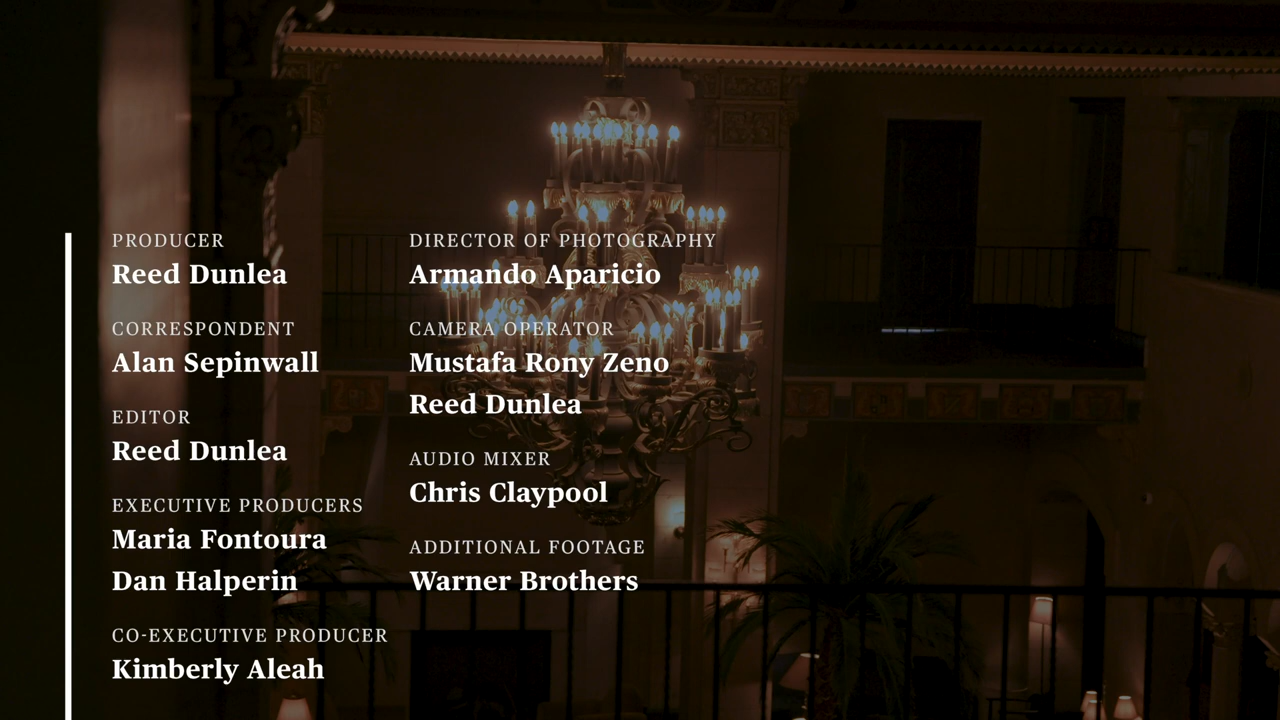 PRODUCER
Reed Dunlea
CORRESPONDENT
Alan Sepinwall
EDITOR
Reed Dunlea
EXECUTIVE PRODUCERS
Maria Fontoura
Dan Halperin
CO-EXECUTIVE PRODUCER
Kimberly Aleah
DIRECTOR OF PHOTOGRAPHY
Armando Aparicio
CAMERA OPERATOR
Mustafa Rony Zeno
Reed Dunlea
AUDIO MIXER
Chris Claypool
ADDITIONAL FOOTAGE
Warner Brothers